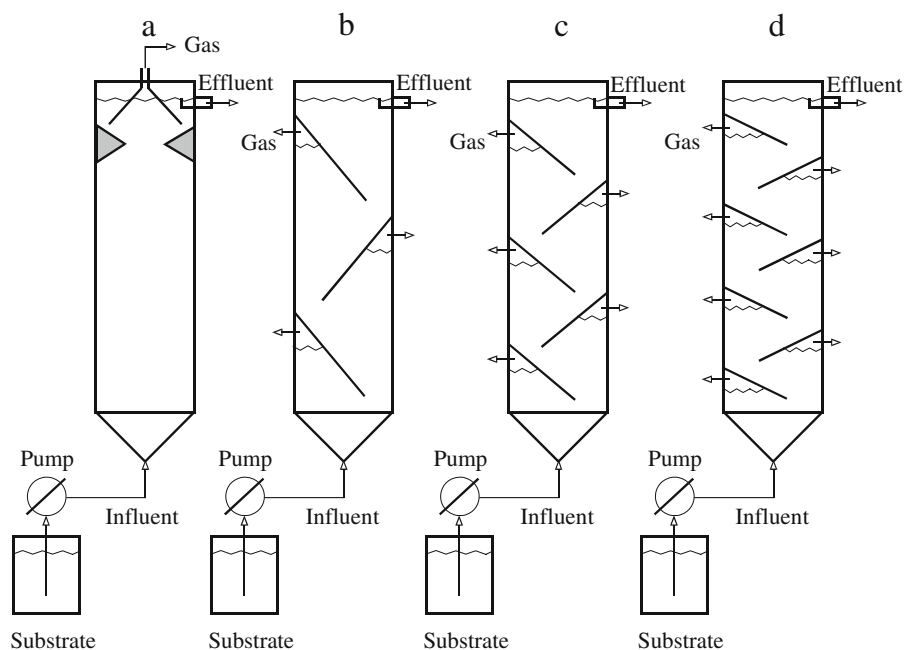 a
b
c
d
Gas
Effluent
Effluent
Effluent
Effluent
Gas
Gas
Gas
Pump
Pump
Pump
Pump
Influent
Influent
Influent
Influent
Substrate
Substrate
Substrate
Substrate